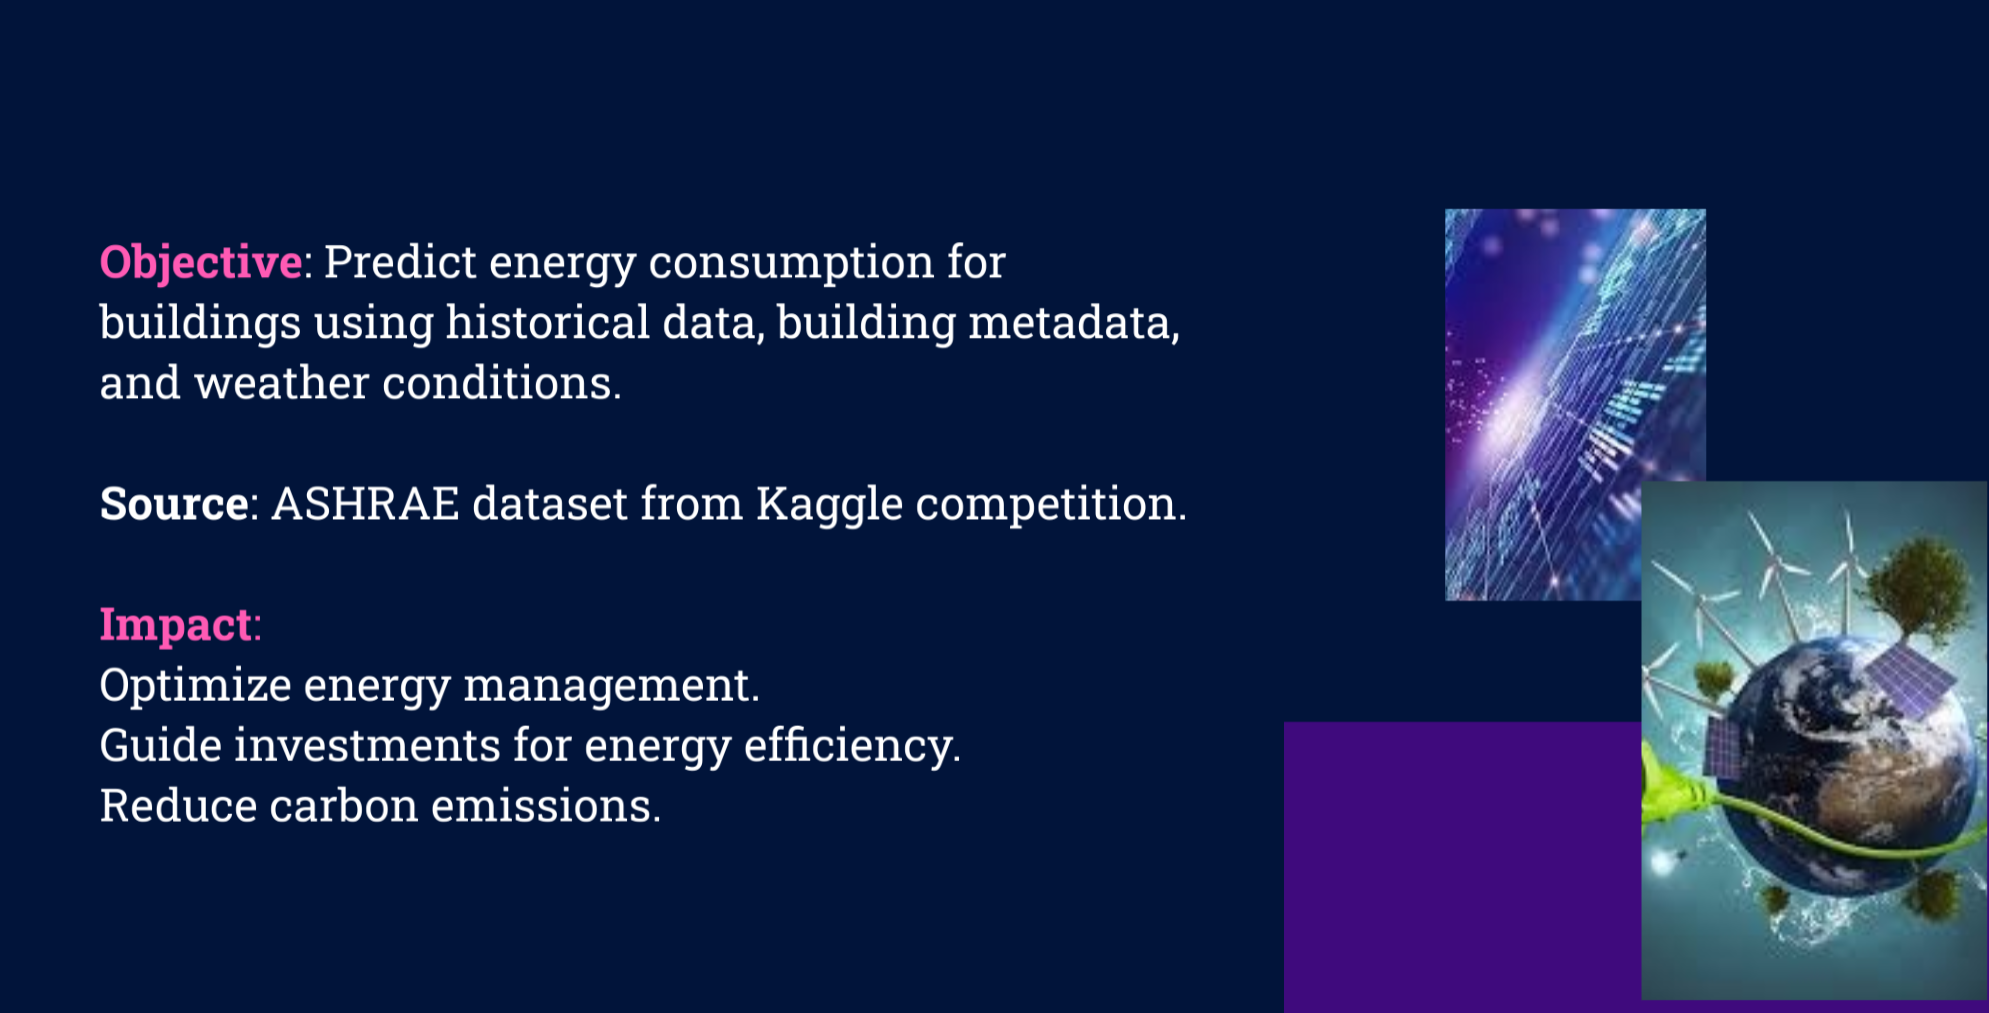 Objective: Predict energy consumption for
buildings using historical data, building metadata,
and weather conditions.
Source: ASHRAE dataset from Kaggle competition.
Impact:
Optimize energy management.
Guide investments for energy efficiency.
Reduce carbon emissions.